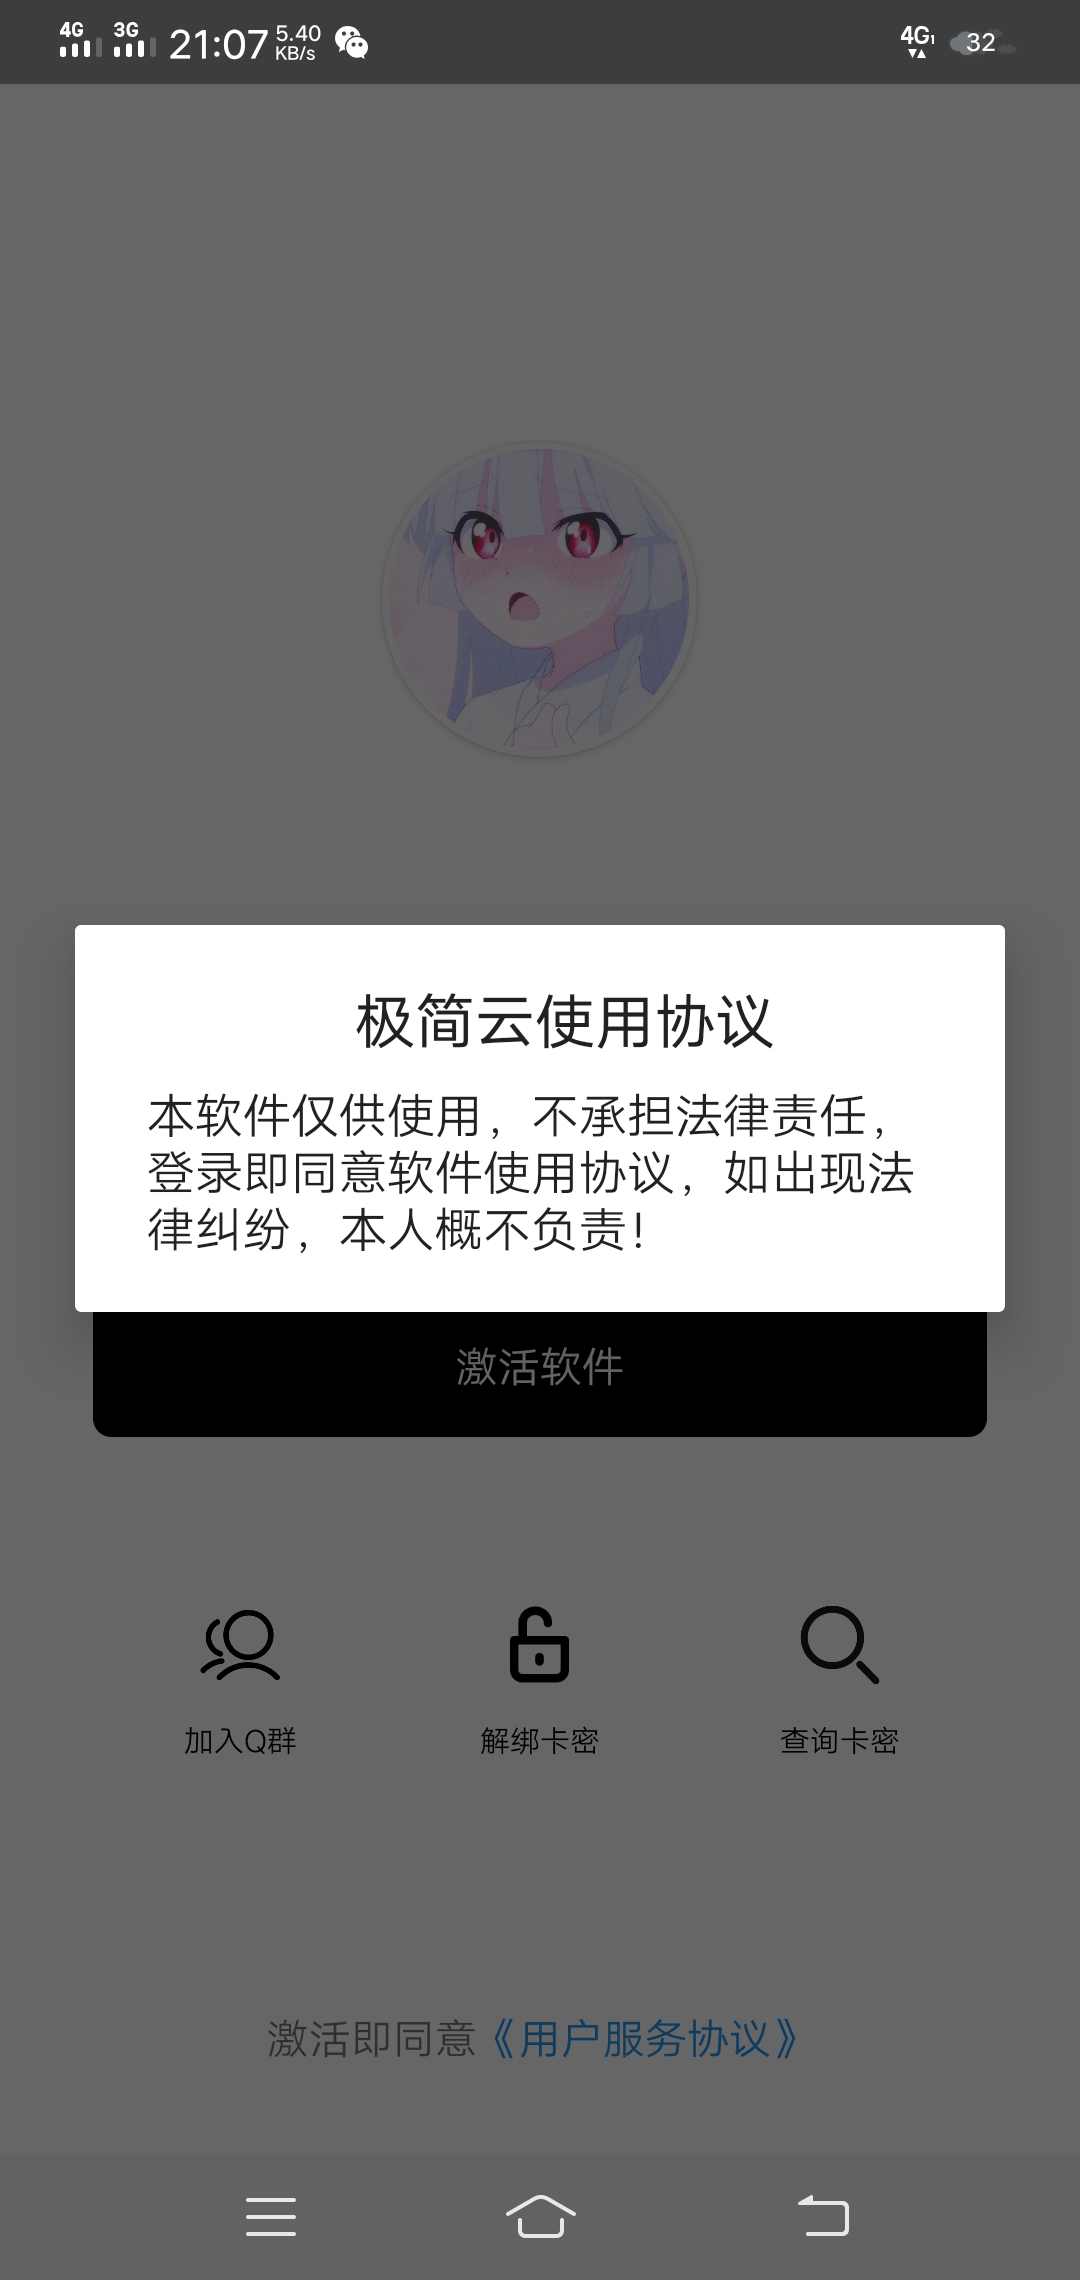 4G 3G 21:07 5.40 KB/s 4G1 32
极简云使用协议
本软件仅供使用，不承担法律责任，
登录即同意软件使用协议，如出现法
律纠纷，本人概不负责！
激活软件
加入Q群 解绑卡密 查询卡密
激活即同意《用户服务协议》